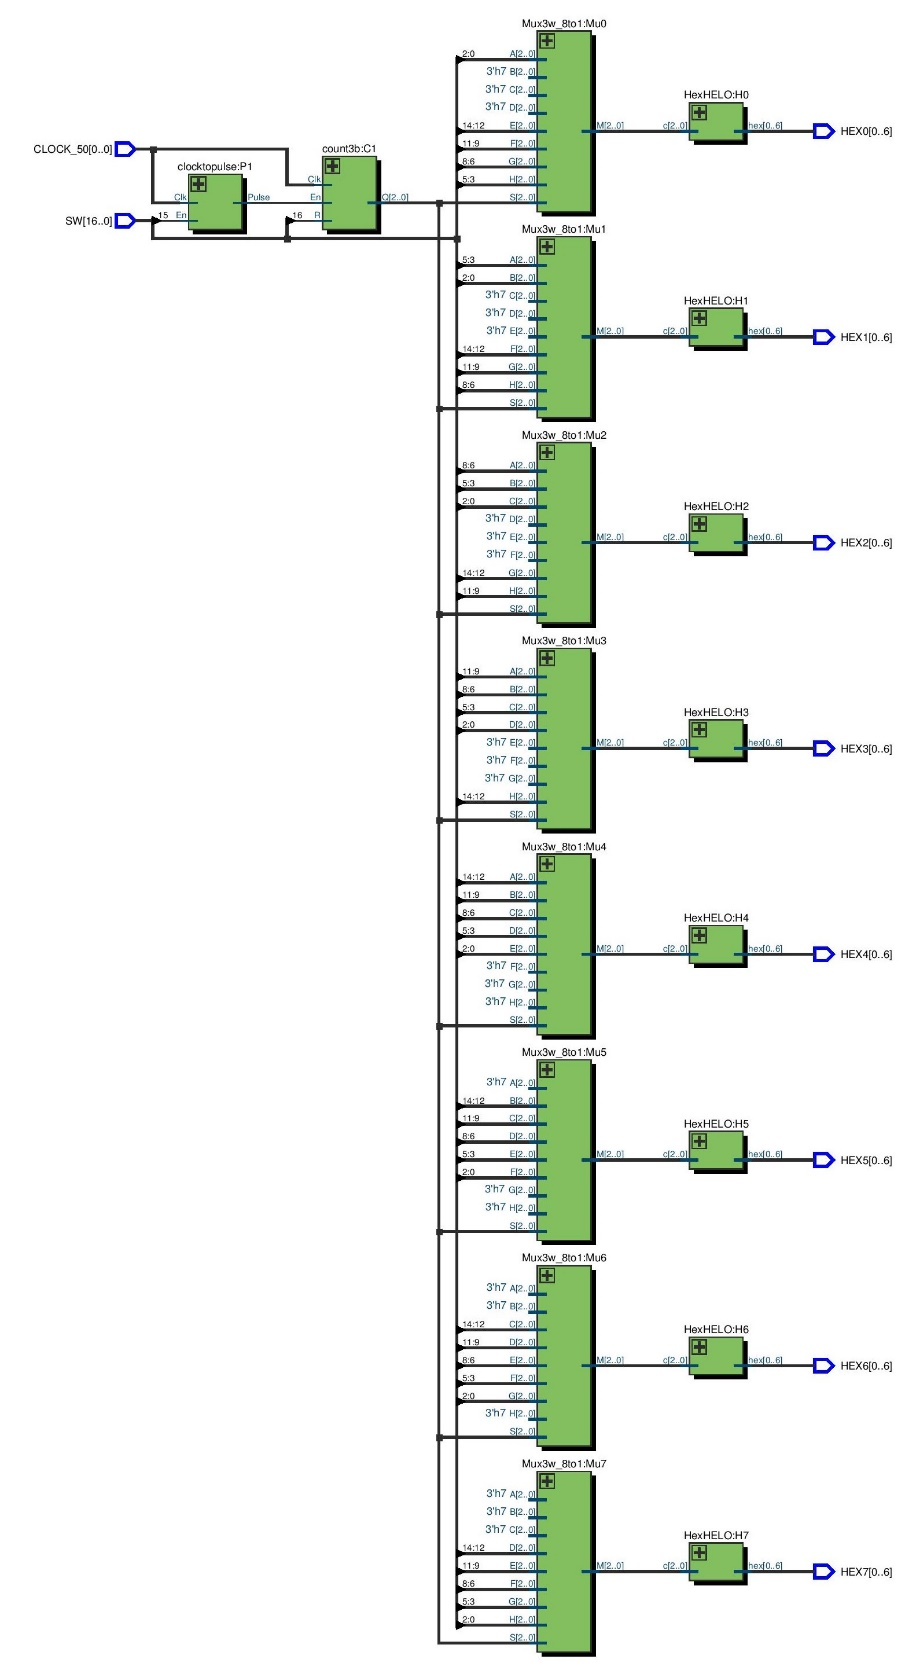 CLOCK_50[0..0]
SW[16..0]
clocktopulse:P1
Clk
Pulse
15
En
count3b:C1
Clk
En
Q[2..0]
16
R
Mux3w_8to1:Mu0
2:0 A[2..0]
3'h7 B[2..0]
3'h7 C[2..0]
3'h7 D[2..0]
14:12 E[2..0]
11:9 F[2..0]
8:6 G[2..0]
5:3 H[2..0]
S[2..0]
M[2..0]
HexHELO:H0
c[2..0]
hex[0..6]
HEX0[0..6]
Mux3w_8to1:Mu1
5:3 A[2..0]
2:0 B[2..0]
3'h7 C[2..0]
3'h7 D[2..0]
3'h7 E[2..0]
14:12 F[2..0]
11:9 G[2..0]
8:6 H[2..0]
S[2..0]
M[2..0]
HexHELO:H1
c[2..0]
hex[0..6]
HEX1[0..6]
Mux3w_8to1:Mu2
8:6 A[2..0]
5:3 B[2..0]
2:0 C[2..0]
3'h7 D[2..0]
3'h7 E[2..0]
3'h7 F[2..0]
14:12 G[2..0]
11:9 H[2..0]
S[2..0]
M[2..0]
HexHELO:H2
c[2..0]
hex[0..6]
HEX2[0..6]
Mux3w_8to1:Mu3
11:9 A[2..0]
8:6 B[2..0]
5:3 C[2..0]
2:0 D[2..0]
3'h7 E[2..0]
3'h7 F[2..0]
3'h7 G[2..0]
14:12 H[2..0]
S[2..0]
M[2..0]
HexHELO:H3
c[2..0]
hex[0..6]
HEX3[0..6]
Mux3w_8to1:Mu4
14:12 A[2..0]
11:9 B[2..0]
8:6 C[2..0]
5:3 D[2..0]
2:0 E[2..0]
3'h7 F[2..0]
3'h7 G[2..0]
3'h7 H[2..0]
S[2..0]
M[2..0]
HexHELO:H4
c[2..0]
hex[0..6]
HEX4[0..6]
Mux3w_8to1:Mu5
3'h7 A[2..0]
14:12 B[2..0]
11:9 C[2..0]
8:6 D[2..0]
5:3 E[2..0]
2:0 F[2..0]
3'h7 G[2..0]
3'h7 H[2..0]
S[2..0]
M[2..0]
HexHELO:H5
c[2..0]
hex[0..6]
HEX5[0..6]
Mux3w_8to1:Mu6
3'h7 A[2..0]
3'h7 B[2..0]
14:12 C[2..0]
11:9 D[2..0]
8:6 E[2..0]
5:3 F[2..0]
2:0 G[2..0]
3'h7 H[2..0]
S[2..0]
M[2..0]
HexHELO:H6
c[2..0]
hex[0..6]
HEX6[0..6]
Mux3w_8to1:Mu7
3'h7 A[2..0]
3'h7 B[2..0]
3'h7 C[2..0]
14:12 D[2..0]
11:9 E[2..0]
8:6 F[2..0]
5:3 G[2..0]
2:0 H[2..0]
S[2..0]
M[2..0]
HexHELO:H7
c[2..0]
hex[0..6]
HEX7[0..6]